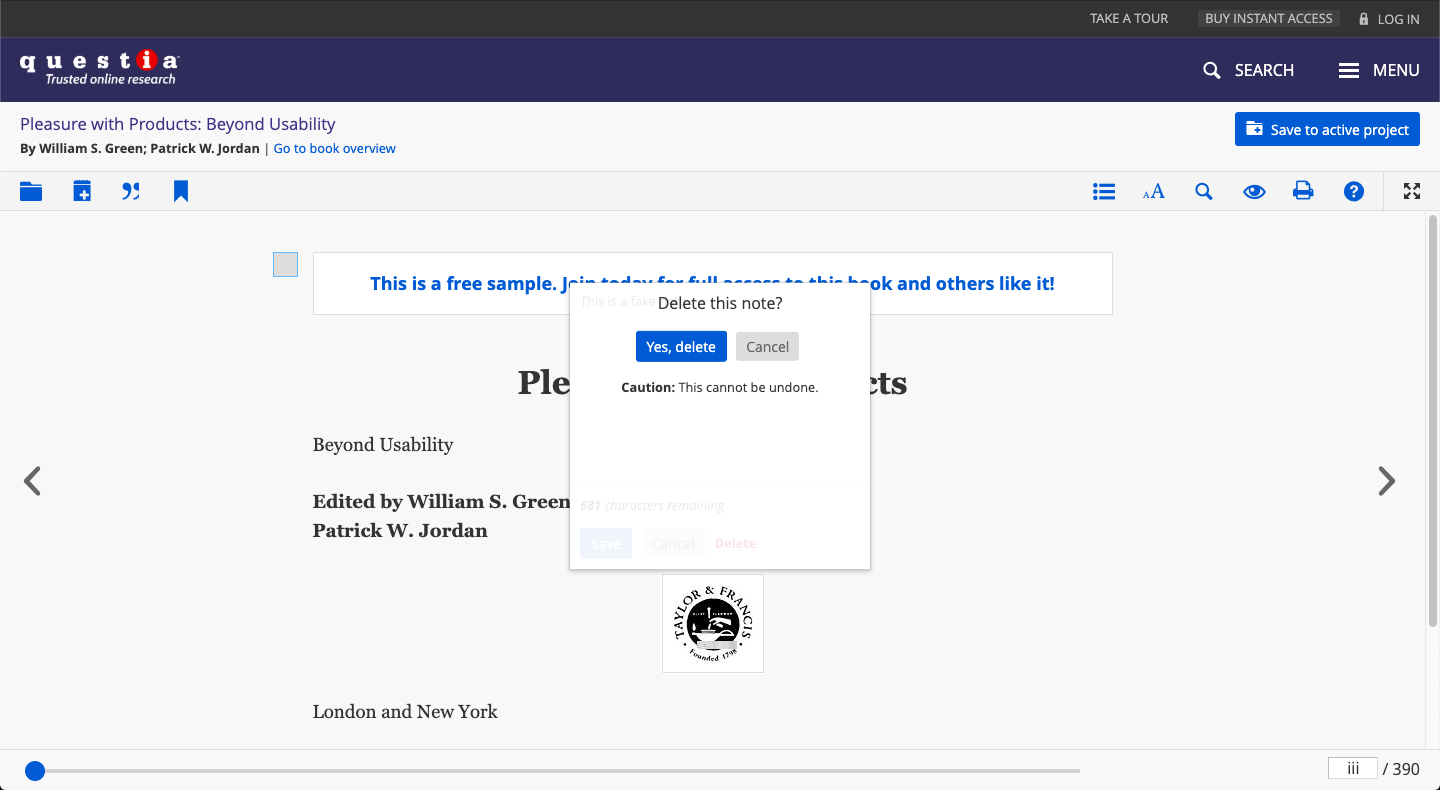 TAKE A TOUR BUY INSTANT ACCESS LOG IN
questia
Trusted online research
SEARCH MENU
Pleasure with Products: Beyond Usability
By William S. Green; Patrick W. Jordan | Go to book overview
Save to active project
This is a free sample. Join today for full access to this book and others like it!
This is a fake
Delete this note?
Yes, delete Cancel
Caution: This cannot be undone.
Ple cts
Beyond Usability
Edited by William S. Green
Patrick W. Jordan
681 characters remaining
Save Cancel Delete
TAYLOR & FRANCIS
Founded 1798
London and New York
iii / 390